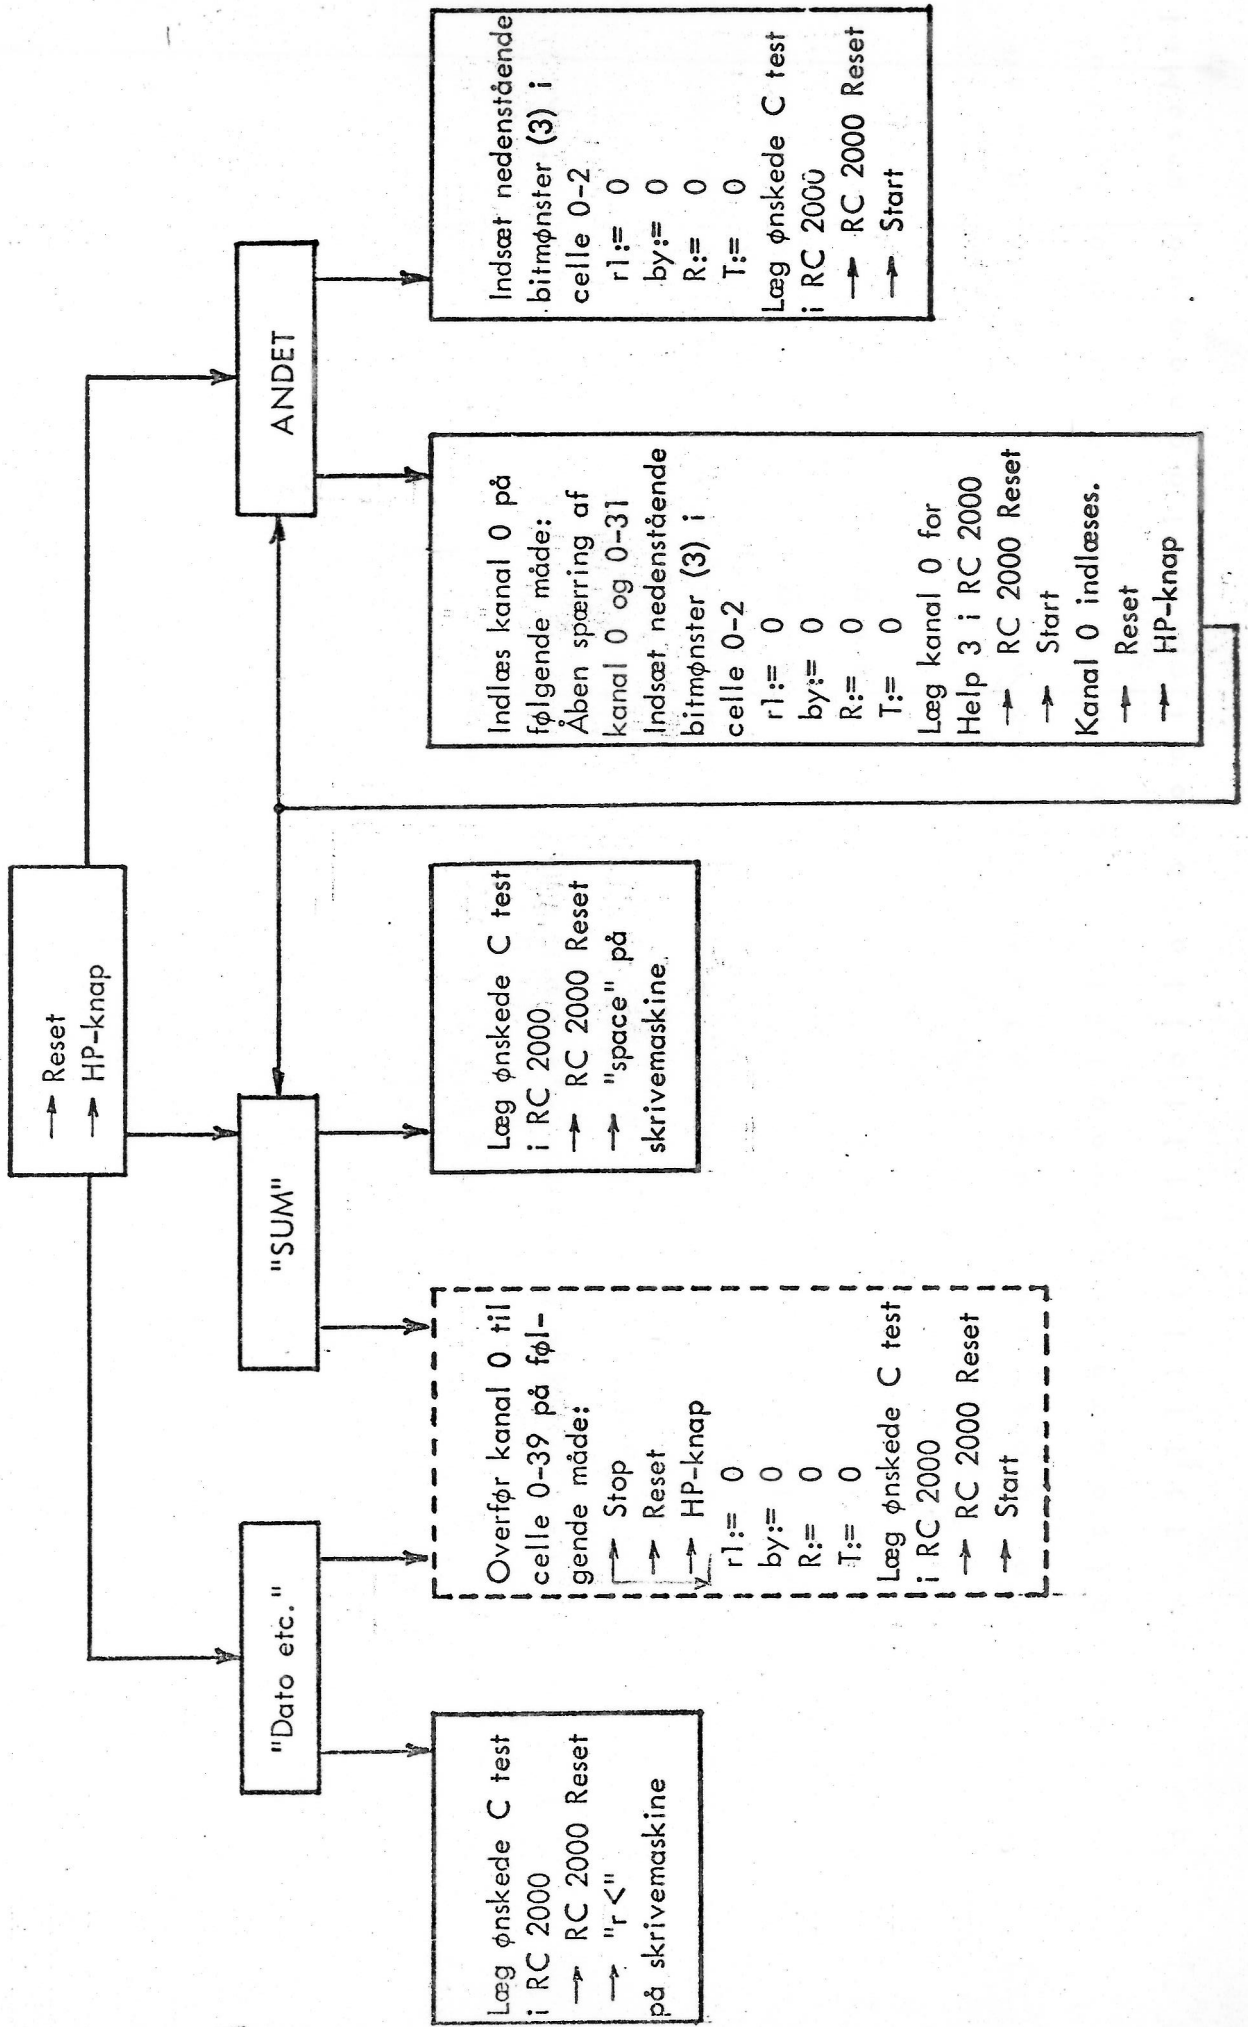 → Reset
→ HP-knap
"Dato etc."
"SUM"
ANDET
Læg ønskede C test
i RC 2000
→ RC 2000 Reset
→ "r<"
på skrivemaskine
Overfør kanal 0 til
celle 0-39 på føl-
gende måde:
→ Stop
→ Reset
→ HP-knap
r1:= 0
by:= 0
R:= 0
T:= 0
Læg ønskede C test
i RC 2000
→ RC 2000 Reset
→ Start
Læg ønskede C test
i RC 2000
→ RC 2000 Reset
→ "space" på
skrivemaskine
Indlæs kanal 0 på
følgende måde:
Åben spærring af
kanal 0 og 0-31
Indsæt nedenstående
bitmønster (3) i
celle 0-2
r1:= 0
by:= 0
R:= 0
T:= 0
Læg kanal 0 for
Help 3 i RC 2000
→ RC 2000 Reset
→ Start
Kanal 0 indlæses.
→ Reset
→ HP-knap
Indsæt nedenstående
bitmønster (3) i
celle 0-2
r1:= 0
by:= 0
R:= 0
T:= 0
Læg ønskede C test
i RC 2000
→ RC 2000 Reset
→ Start